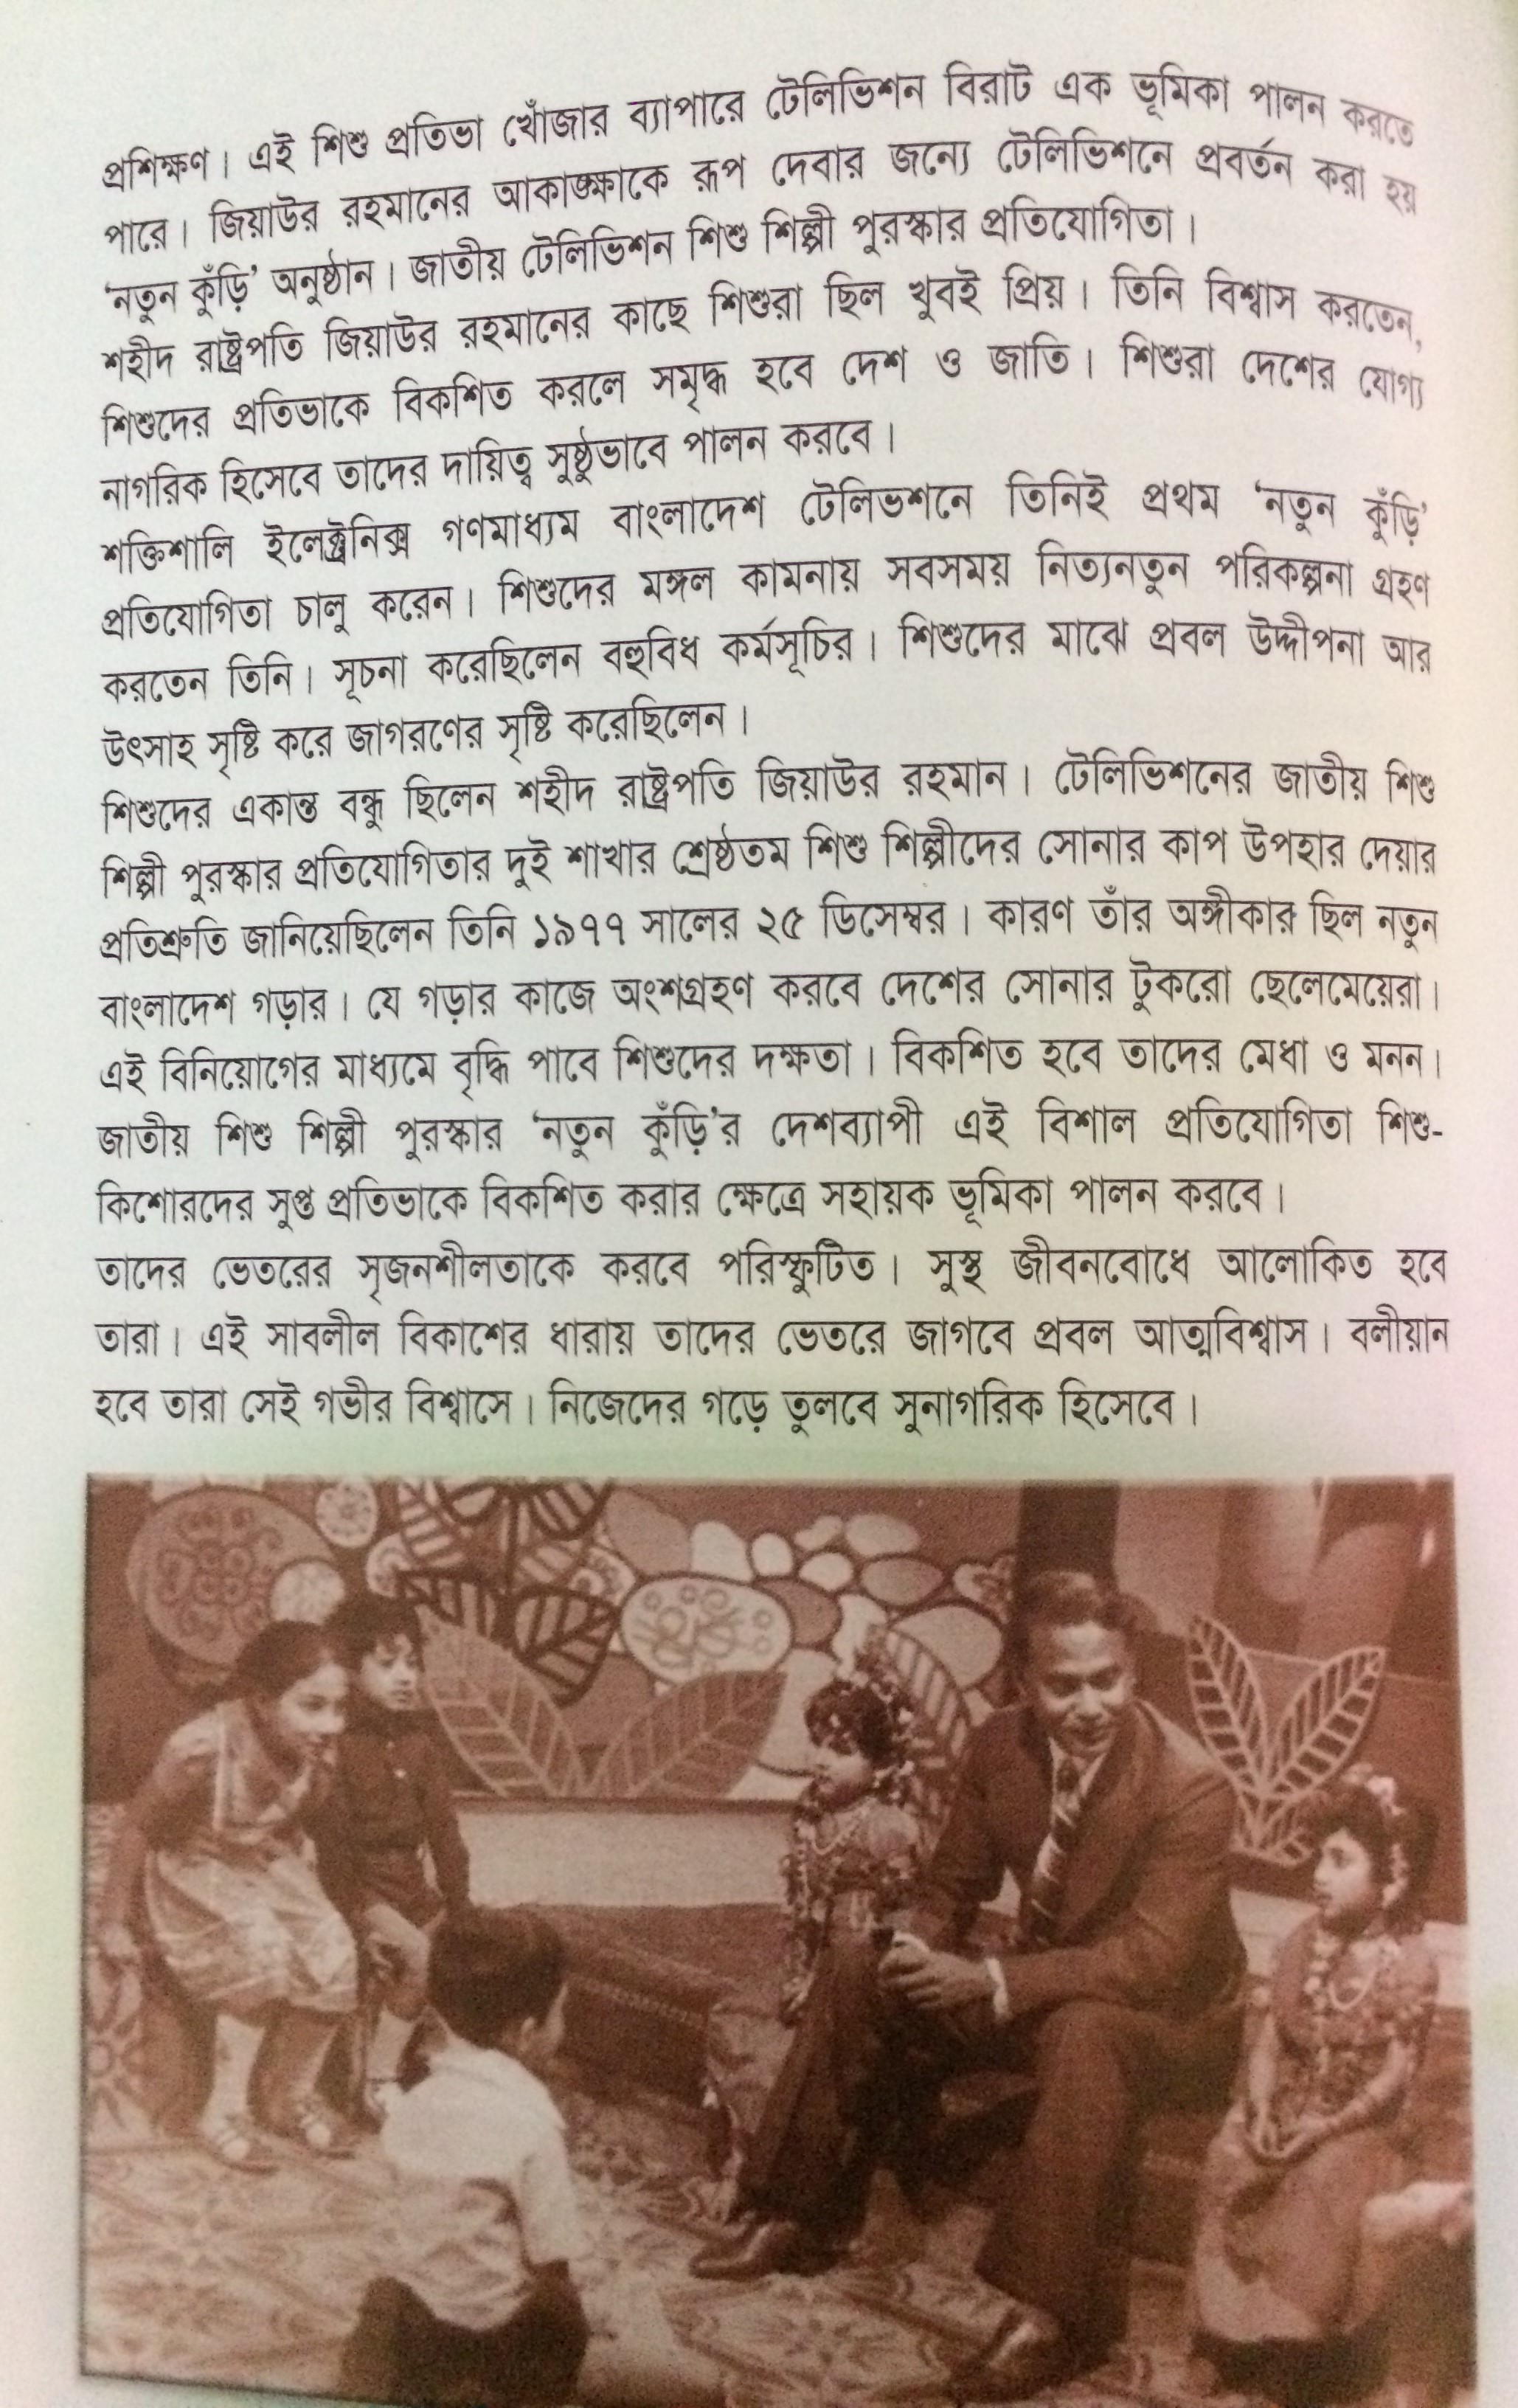 প্রশিক্ষণ। এই শিশু প্রতিভা খোঁজার ব্যাপারে টেলিভিশন বিরাট এক ভূমিকা পালন করতে
পারে। জিয়াউর রহমানের আকাঙ্ক্ষাকে রূপ দেবার জন্যে টেলিভিশনে প্রবর্তন করা হয়
‘নতুন কুঁড়ি’ অনুষ্ঠান। জাতীয় টেলিভিশন শিশু শিল্পী পুরস্কার প্রতিযোগিতা।
শহীদ রাষ্ট্রপতি জিয়াউর রহমানের কাছে শিশুরা ছিল খুবই প্রিয়। তিনি বিশ্বাস করতেন,
শিশুদের প্রতিভাকে বিকশিত করলে সমৃদ্ধ হবে দেশ ও জাতি। শিশুরা দেশের যোগ্য
নাগরিক হিসেবে তাদের দায়িত্ব সুষ্ঠুভাবে পালন করবে।
শক্তিশালি ইলেক্ট্রনিক্স গণমাধ্যম বাংলাদেশ টেলিভশনে তিনিই প্রথম ‘নতুন কুঁড়ি’
প্রতিযোগিতা চালু করেন। শিশুদের মঙ্গল কামনায় সবসময় নিত্যনতুন পরিকল্পনা গ্রহণ
করতেন তিনি। সূচনা করেছিলেন বহুবিধ কর্মসূচির। শিশুদের মাঝে প্রবল উদ্দীপনা আর
উৎসাহ সৃষ্টি করে জাগরণের সৃষ্টি করেছিলেন।
শিশুদের একান্ত বন্ধু ছিলেন শহীদ রাষ্ট্রপতি জিয়াউর রহমান। টেলিভিশনের জাতীয় শিশু
শিল্পী পুরস্কার প্রতিযোগিতার দুই শাখার শ্রেষ্ঠতম শিশু শিল্পীদের সোনার কাপ উপহার দেয়ার
প্রতিশ্রুতি জানিয়েছিলেন তিনি ১৯৭৭ সালের ২৫ ডিসেম্বর। কারণ তাঁর অঙ্গীকার ছিল নতুন
বাংলাদেশ গড়ার। যে গড়ার কাজে অংশগ্রহণ করবে দেশের সোনার টুকরো ছেলেমেয়েরা।
এই বিনিয়োগের মাধ্যমে বৃদ্ধি পাবে শিশুদের দক্ষতা। বিকশিত হবে তাদের মেধা ও মনন।
জাতীয় শিশু শিল্পী পুরস্কার ‘নতুন কুঁড়ি’র দেশব্যাপী এই বিশাল প্রতিযোগিতা শিশু-
কিশোরদের সুপ্ত প্রতিভাকে বিকশিত করার ক্ষেত্রে সহায়ক ভূমিকা পালন করবে।
তাদের ভেতরের সৃজনশীলতাকে করবে পরিস্ফুটিত। সুস্থ জীবনবোধে আলোকিত হবে
তারা। এই সাবলীল বিকাশের ধারায় তাদের ভেতরে জাগবে প্রবল আত্মবিশ্বাস। বলীয়ান
হবে তারা সেই গভীর বিশ্বাসে। নিজেদের গড়ে তুলবে সুনাগরিক হিসেবে।